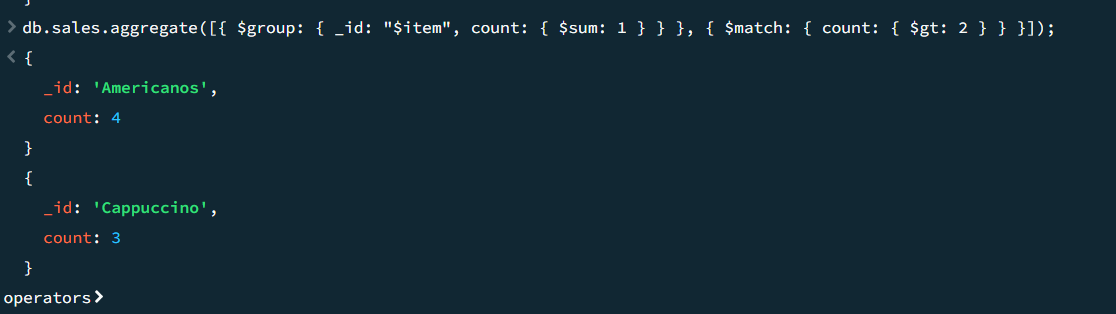 }
> db.sales.aggregate([{ $group: { _id: "$item", count: { $sum: 1 } } }, { $match: { count: { $gt: 2 } } }]);
< {
_id: 'Americanos',
count: 4
}
{
_id: 'Cappuccino',
count: 3
}
operators>